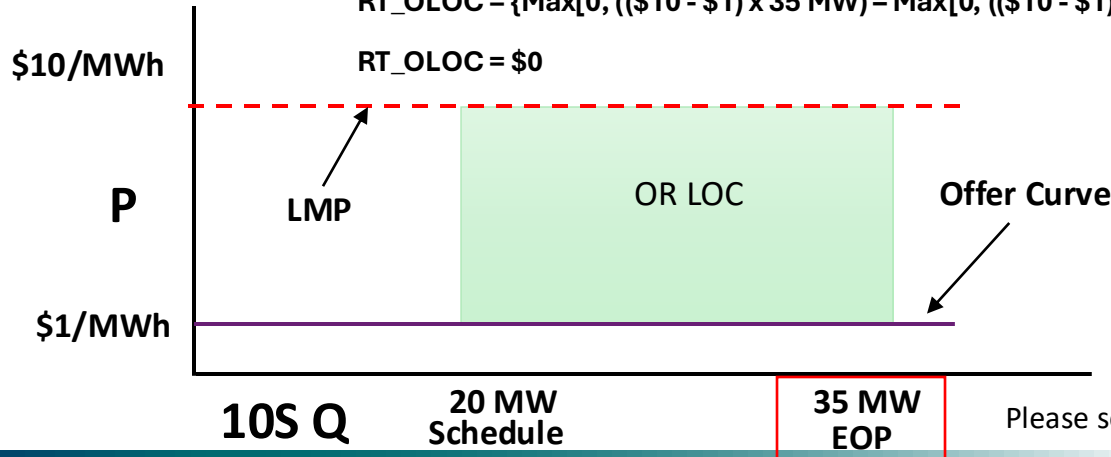 RT_OLOC = {Max[0, (($10 - $1) x 35 MW) – Max[0, (($10 - $1)
$10/MWh
RT_OLOC = $0
P
LMP
OR LOC
Offer Curve
$1/MWh
10S Q
20 MW
Schedule
35 MW
EOP
Please